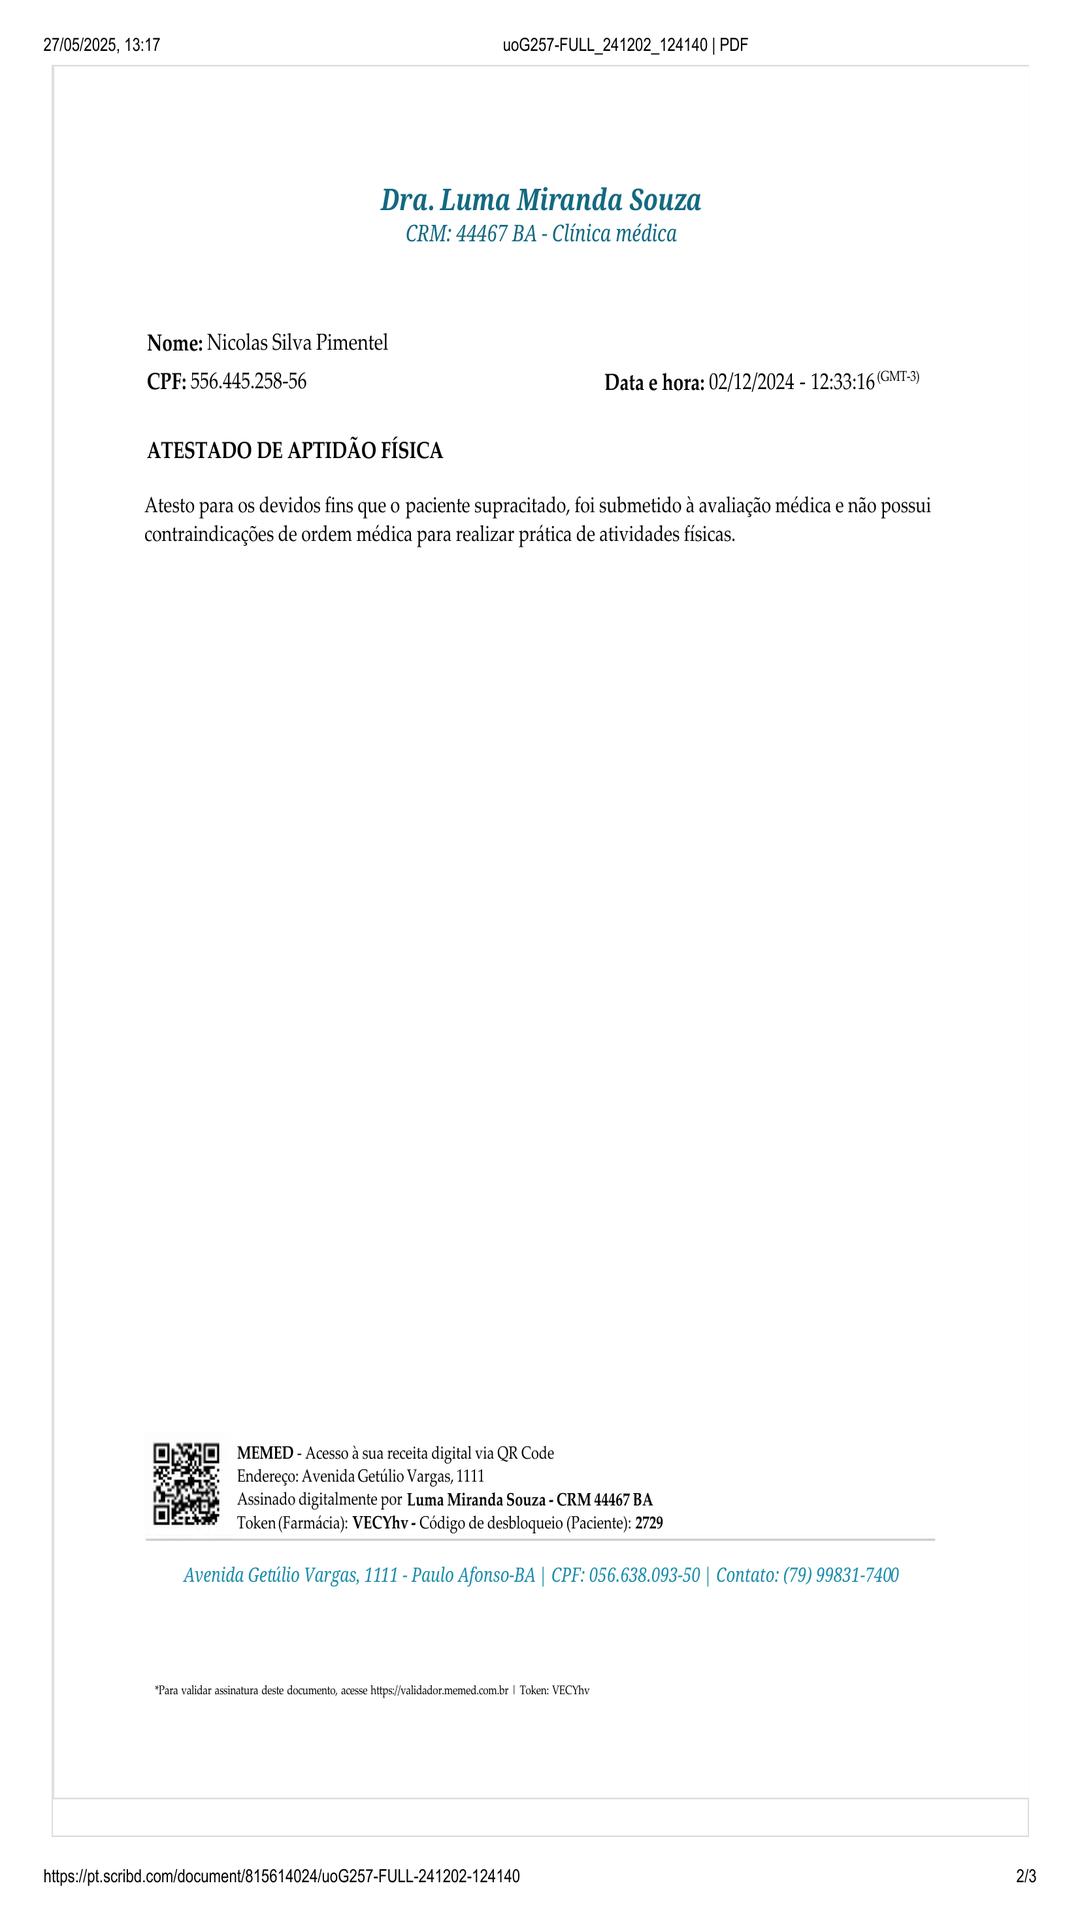 27/05/2025, 13:17 uoG257-FULL_241202_124140 | PDF
Dra. Luma Miranda Souza
CRM: 44467 BA - Clínica médica
Nome: Nicolas Silva Pimentel
CPF: 556.445.258-56 Data e hora: 02/12/2024 - 12:33:16 (GMT-3)
ATESTADO DE APTIDÃO FÍSICA
Atesto para os devidos fins que o paciente supracitado, foi submetido à avaliação médica e não possui
contraindicações de ordem médica para realizar prática de atividades físicas.
MEMED - Acesso à sua receita digital via QR Code
Endereço: Avenida Getúlio Vargas, 1111
Assinado digitalmente por Luma Miranda Souza - CRM 44467 BA
Token (Farmácia): VECYhv - Código de desbloqueio (Paciente): 2729
Avenida Getúlio Vargas, 1111 - Paulo Afonso-BA | CPF: 056.638.093-50 | Contato: (79) 99831-7400
*Para validar assinatura deste documento, acesse https://validador.memed.com.br | Token: VECYhv
https://pt.scribd.com/document/815614024/uoG257-FULL-241202-124140 2/3